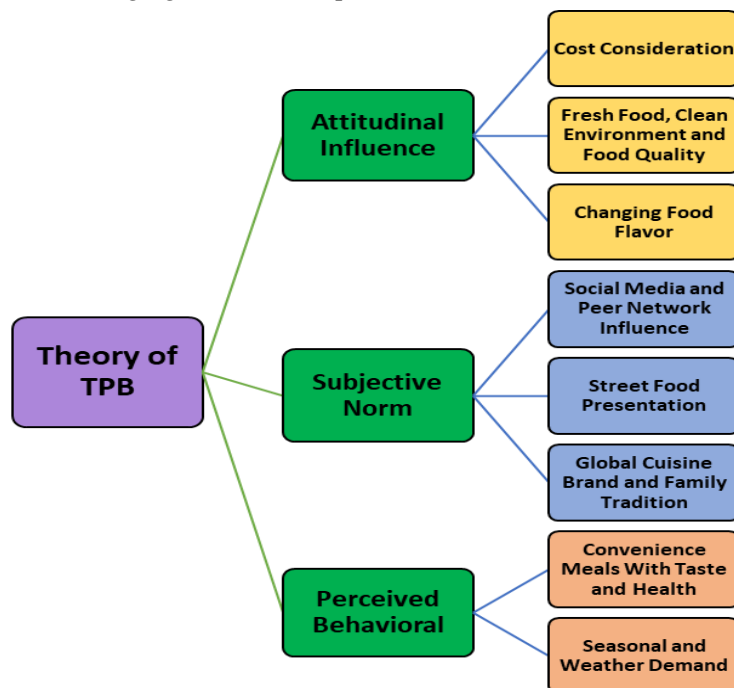 Cost Consideration
Attitudinal
Influence
Fresh Food, Clean
Environment and
Food Quality
Changing Food
Flavor
Theory of
TPB
Social Media and
Peer Network
Influence
Subjective
Norm
Street Food
Presentation
Global Cuisine
Brand and Family
Tradition
Perceived
Behavioral
Convenience
Meals With Taste
and Health
Seasonal and
Weather Demand